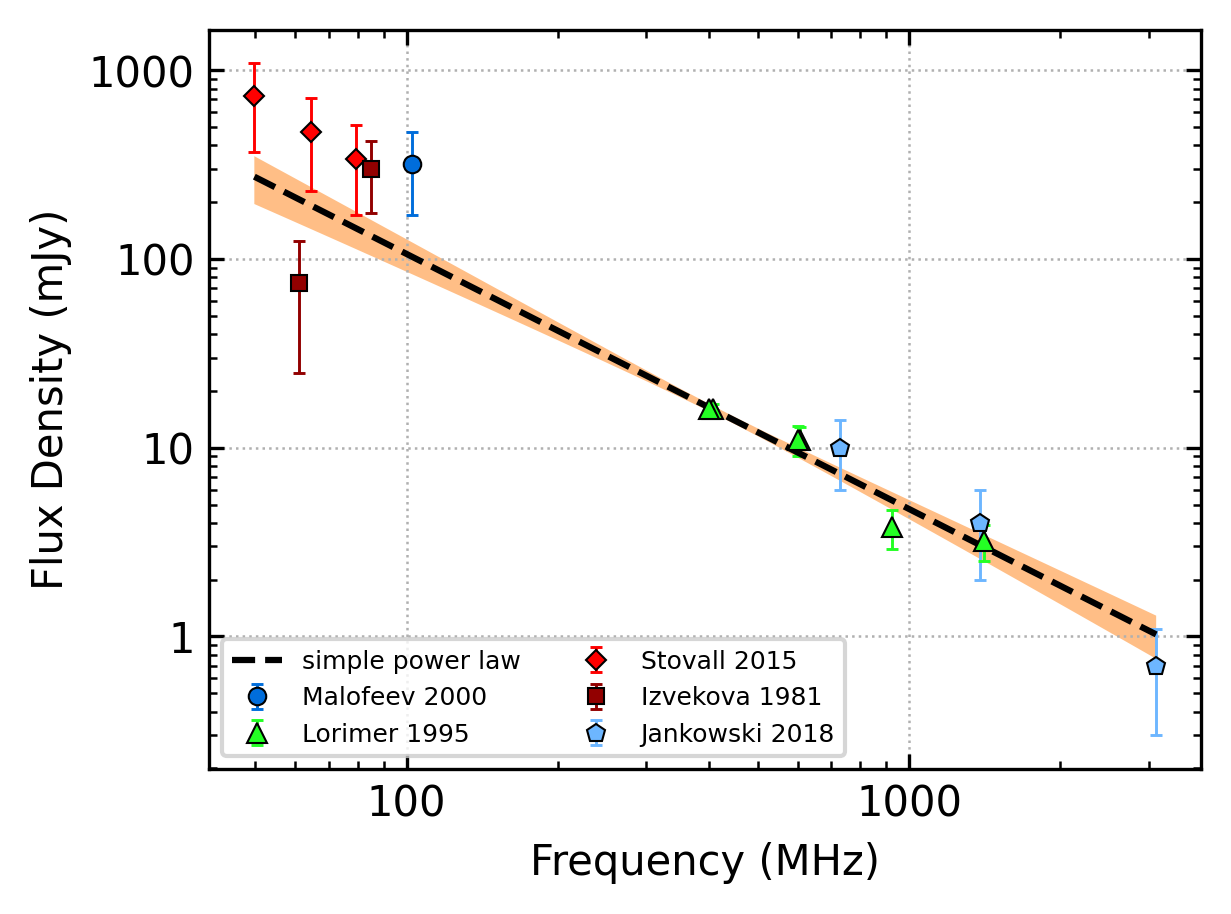 1000
100
10
1
Flux Density (mJy)
simple power law
Malofeev 2000
Lorimer 1995
Stovall 2015
Izvekova 1981
Jankowski 2018
100
1000
Frequency (MHz)